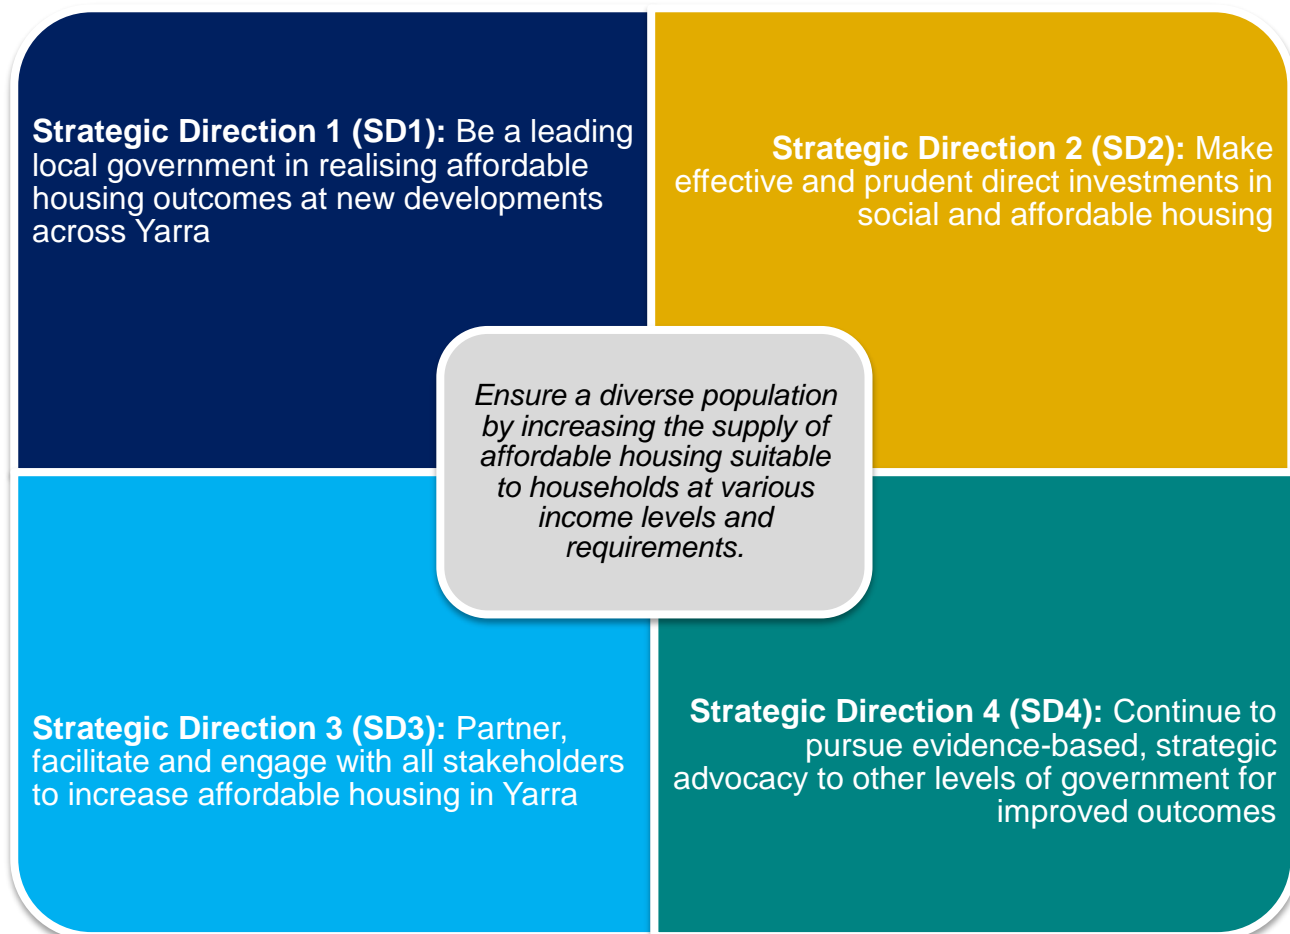 Strategic Direction 1 (SD1): Be a leading
local government in realising affordable
housing outcomes at new developments
across Yarra
Strategic Direction 2 (SD2): Make
effective and prudent direct investments in
social and affordable housing
Ensure a diverse population
by increasing the supply of
affordable housing suitable
to households at various
income levels and
requirements.
Strategic Direction 3 (SD3): Partner,
facilitate and engage with all stakeholders
to increase affordable housing in Yarra
Strategic Direction 4 (SD4): Continue to
pursue evidence-based, strategic
advocacy to other levels of government for
improved outcomes